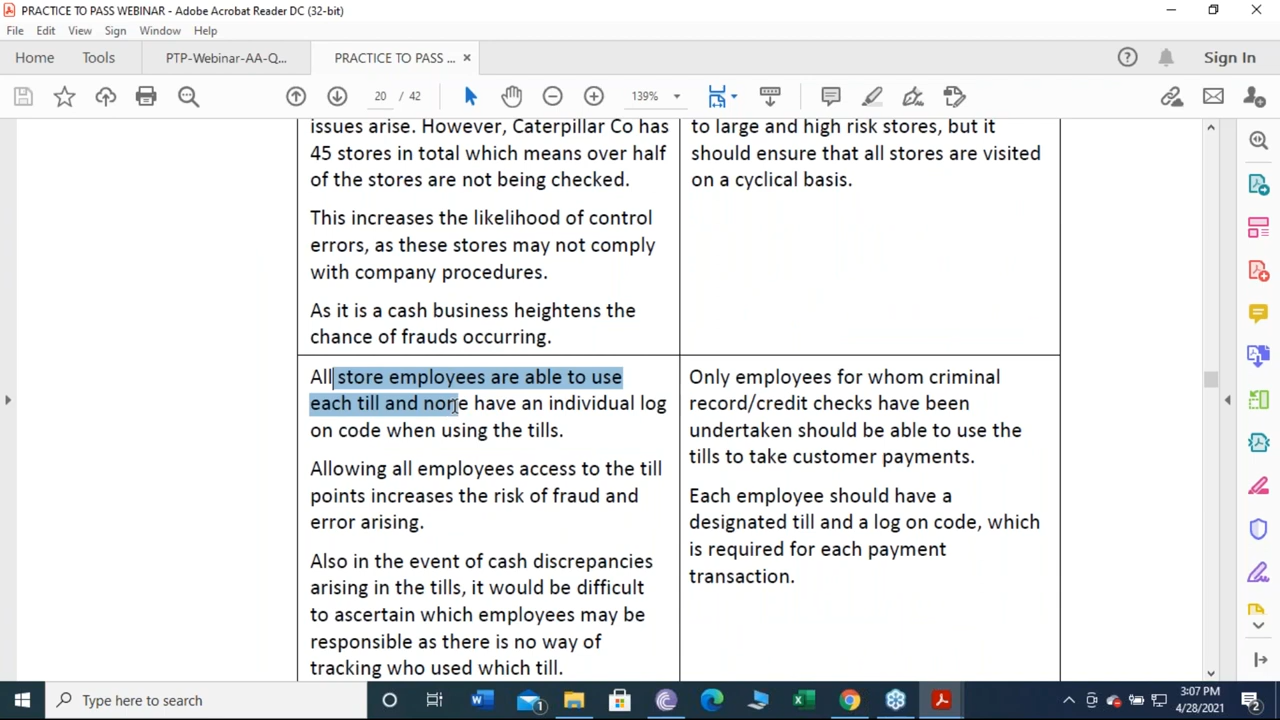 PRACTICE TO PASS WEBINAR - Adobe Acrobat Reader DC (32-bit)
File Edit View Sign Window Help
Home Tools PTP-Webinar-AA-Q... PRACTICE TO PASS ... × Sign In
20 / 42 139%
issues arise. However, Caterpillar Co has
45 stores in total which means over half
of the stores are not being checked.
This increases the likelihood of control
errors, as these stores may not comply
with company procedures.
As it is a cash business heightens the
chance of frauds occurring.
to large and high risk stores, but it
should ensure that all stores are visited
on a cyclical basis.
All store employees are able to use
each till and none have an individual log
on code when using the tills.
Allowing all employees access to the till
points increases the risk of fraud and
error arising.
Also in the event of cash discrepancies
arising in the tills, it would be difficult
to ascertain which employees may be
responsible as there is no way of
tracking who used which till.
Only employees for whom criminal
record/credit checks have been
undertaken should be able to use the
tills to take customer payments.
Each employee should have a
designated till and a log on code, which
is required for each payment
transaction.
Type here to search
1
3:07 PM
4/28/2021
2